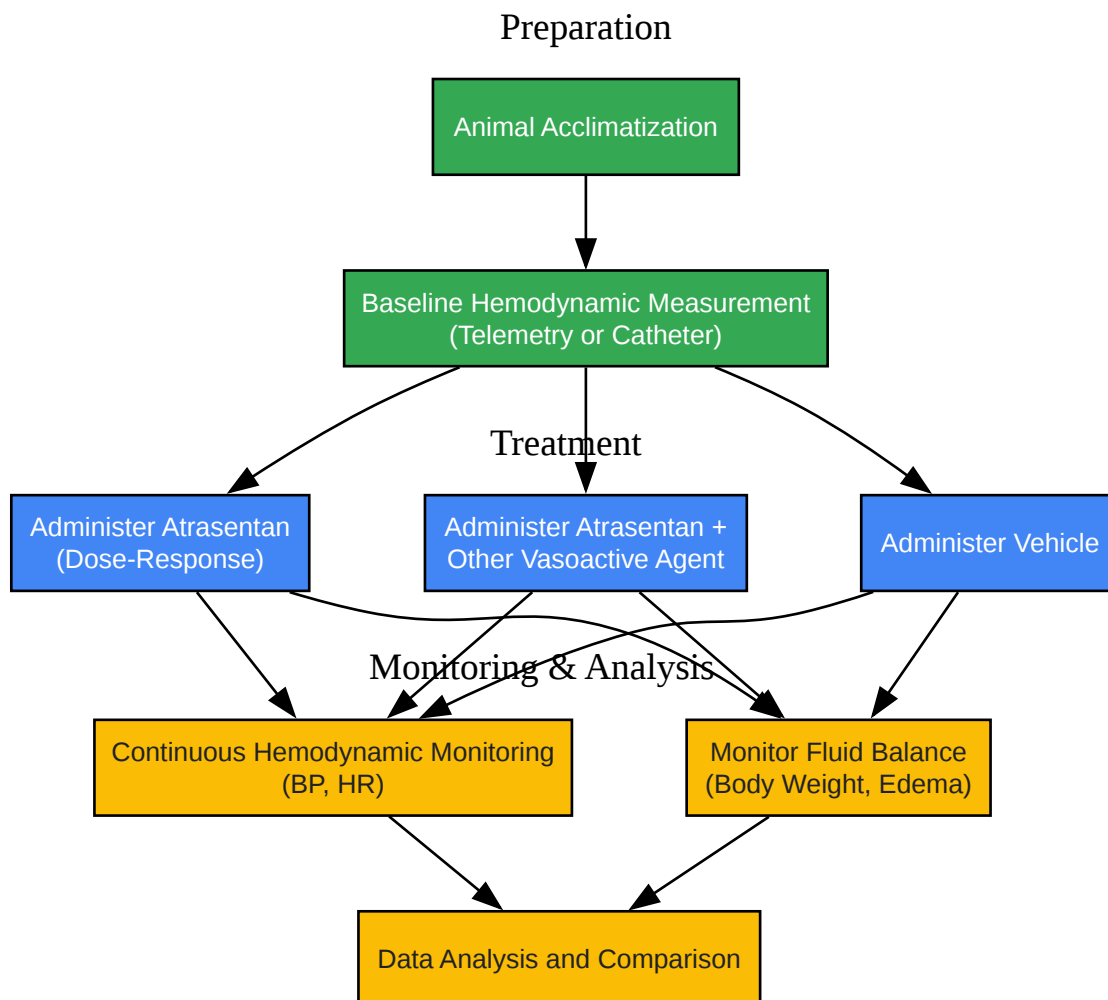 Preparation
Animal Acclimatization
Baseline Hemodynamic Measurement
(Telemetry or Catheter)
Treatment
Administer Atrasentan
(Dose-Response)
Administer Atrasentan +
Other Vasoactive Agent
Administer Vehicle
Monitoring & Analysis
Continuous Hemodynamic Monitoring
(BP, HR)
Monitor Fluid Balance
(Body Weight, Edema)
Data Analysis and Comparison